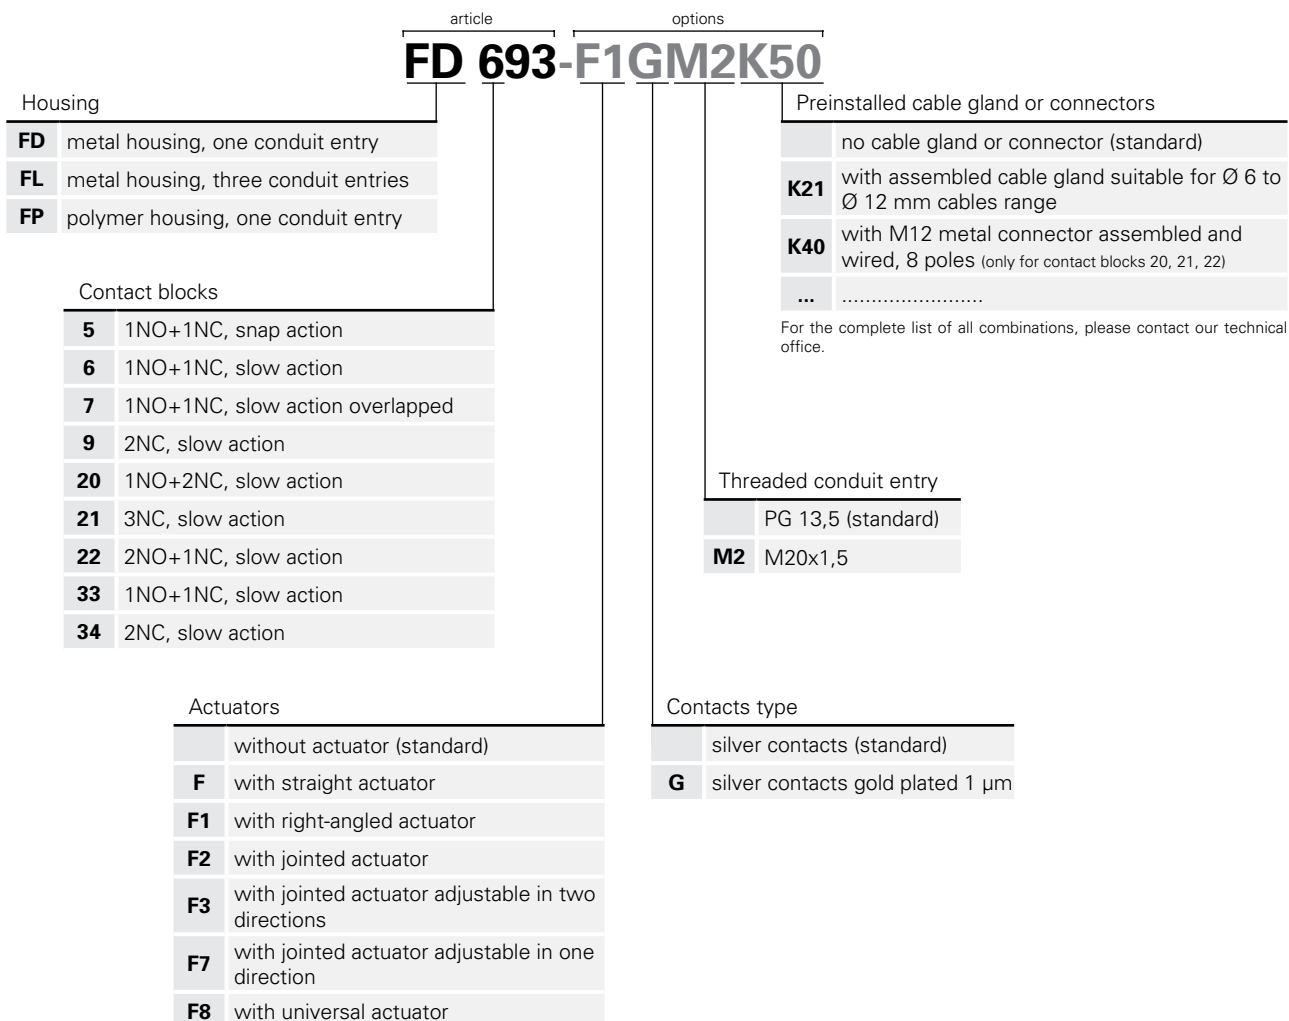 article
options
FD 693-F1GM2K50
Housing
FD metal housing, one conduit entry
FL metal housing, three conduit entries
FP polymer housing, one conduit entry
Preinstalled cable gland or connectors
no cable gland or connector (standard)
K21 with assembled cable gland suitable for Ø 6 to
Ø 12 mm cables range
K40 with M12 metal connector assembled and
wired, 8 poles (only for contact blocks 20, 21, 22)
... ........................
For the complete list of all combinations, please contact our technical
office.
Contact blocks
5 1NO+1NC, snap action
6 1NO+1NC, slow action
7 1NO+1NC, slow action overlapped
9 2NC, slow action
20 1NO+2NC, slow action
21 3NC, slow action
22 2NO+1NC, slow action
33 1NO+1NC, slow action
34 2NC, slow action
Threaded conduit entry
PG 13,5 (standard)
M2 M20x1,5
Actuators
without actuator (standard)
F with straight actuator
F1 with right-angled actuator
F2 with jointed actuator
F3 with jointed actuator adjustable in two
directions
F7 with jointed actuator adjustable in one
direction
F8 with universal actuator
Contacts type
silver contacts (standard)
G silver contacts gold plated 1 µm